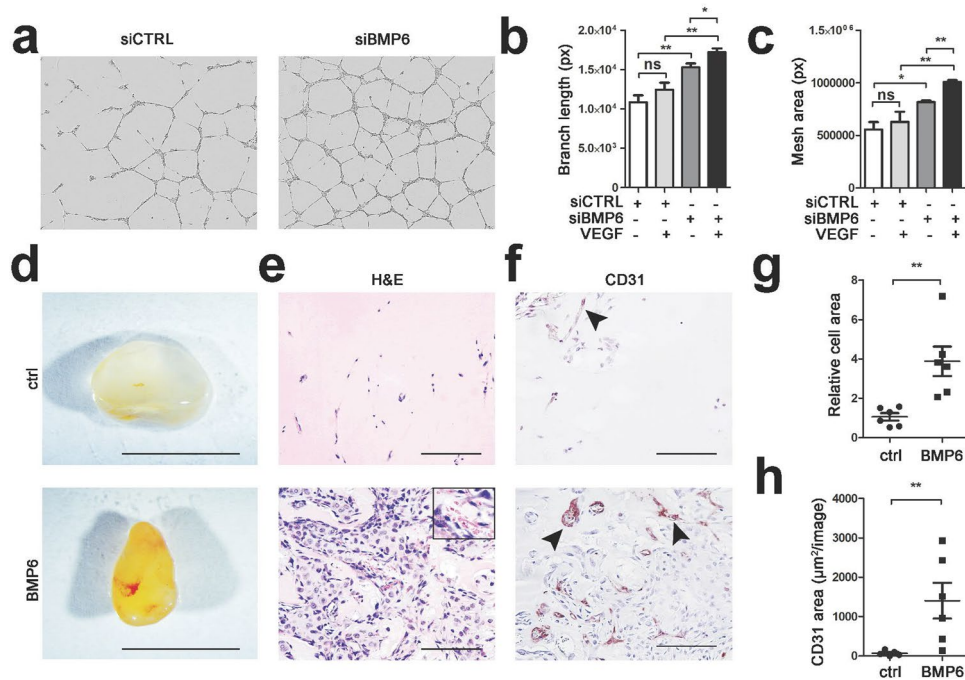 a
siCTRL
siBMP6
b
Branch length (px)
2.0×10⁴
1.5×10⁴
1.0×10⁴
5.0×10³
0
ns
**
**
*
siCTRL + + - -
siBMP6 - - + +
VEGF - + - +
c
Mesh area (px)
1.5×10⁰⁶
1000000
500000
0
ns
*
**
**
siCTRL + + - -
siBMP6 - - + +
VEGF - + - +
d
ctrl
BMP6
e
H&E
f
CD31
g
Relative cell area
8
6
4
2
0
**
ctrl BMP6
h
CD31 area (µm²/image)
4000
3000
2000
1000
0
**
ctrl BMP6